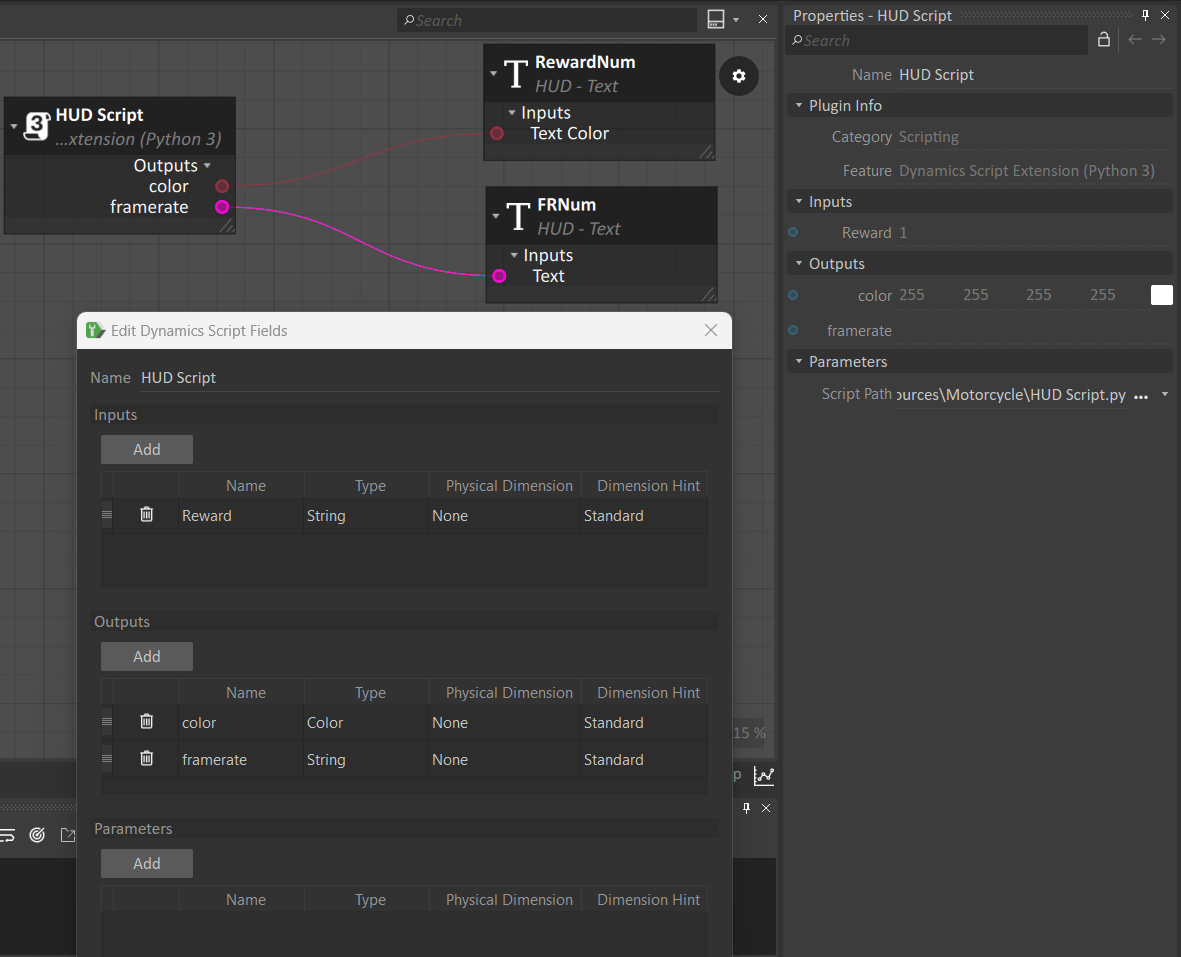 Search
Properties - HUD Script
Search
Name HUD Script
Plugin Info
Category Scripting
Feature Dynamics Script Extension (Python 3)
Inputs
Reward 1
Outputs
color 255 255 255 255
framerate
Parameters
Script Path ources\Motorcycle\HUD Script.py ...
3
HUD Script
...xtension (Python 3)
Outputs
color
framerate
T
RewardNum
HUD - Text
Inputs
Text Color
T
FRNum
HUD - Text
Inputs
Text
Edit Dynamics Script Fields
Name HUD Script
Inputs
Add
Name Type Physical Dimension Dimension Hint
Reward String None Standard
Outputs
Add
Name Type Physical Dimension Dimension Hint
color Color None Standard
framerate String None Standard
Parameters
Add
Name Type Physical Dimension Dimension Hint
15 %
p